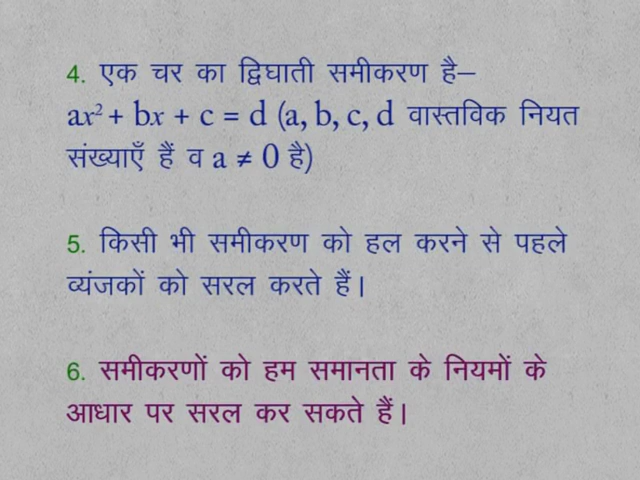 4. एक चर का द्विघाती समीकरण है–
ax² + bx + c = d (a, b, c, d वास्तविक नियत
संख्याएँ हैं व a ≠ 0 है)
5. किसी भी समीकरण को हल करने से पहले
व्यंजकों को सरल करते हैं।
6. समीकरणों को हम समानता के नियमों के
आधार पर सरल कर सकते हैं।